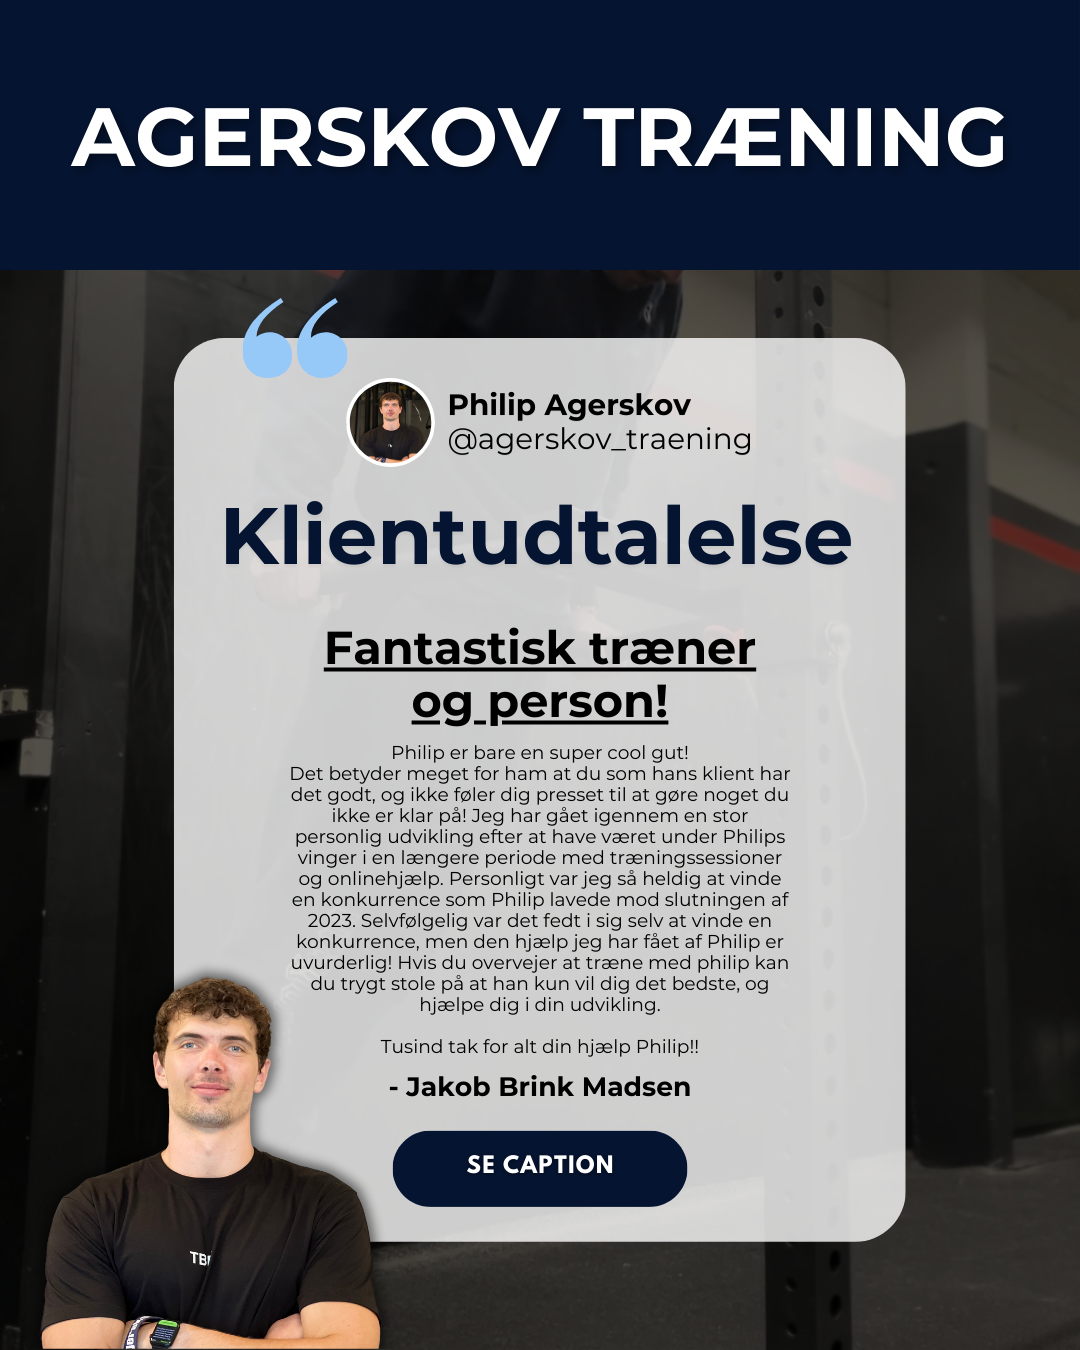 AGERSKOV TRÆNING
Philip Agerskov
@agerskov_traening
Klientudtalelse
Fantastisk træner
og person!
Philip er bare en super cool gut!
Det betyder meget for ham at du som hans klient har
det godt, og ikke føler dig presset til at gøre noget du
ikke er klar på! Jeg har gået igennem en stor
personlig udvikling efter at have været under Philips
vinger i en længere periode med træningssessioner
og onlinehjælp. Personligt var jeg så heldig at vinde
en konkurrence som Philip lavede mod slutningen af
2023. Selvfølgelig var det fedt i sig selv at vinde en
konkurrence, men den hjælp jeg har fået af Philip er
uvurderlig! Hvis du overvejer at træne med philip kan
du trygt stole på at han kun vil dig det bedste, og
hjælpe dig i din udvikling.
Tusind tak for alt din hjælp Philip!!
- Jakob Brink Madsen
SE CAPTION